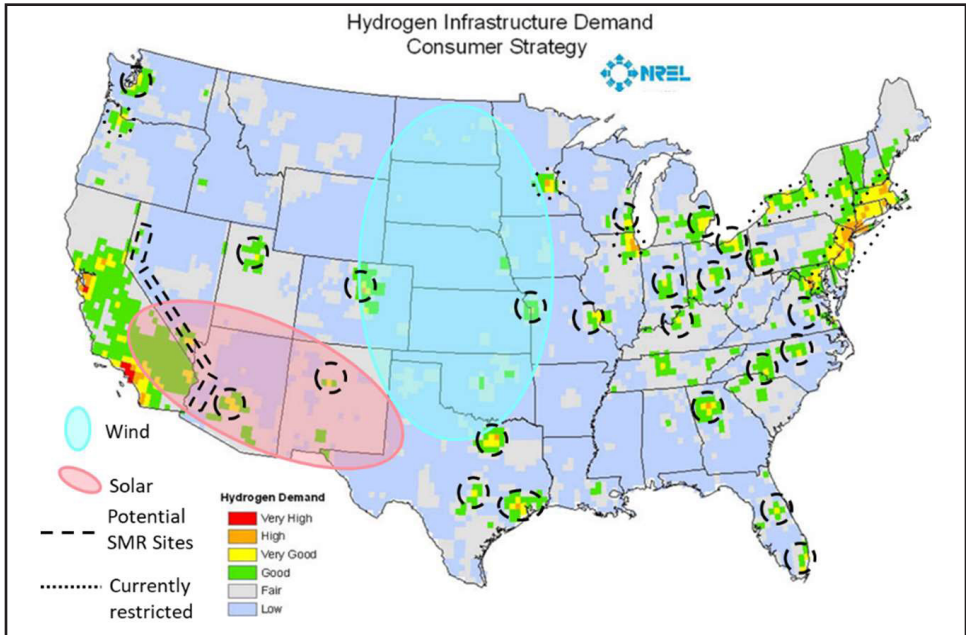 Hydrogen Infrastructure Demand
Consumer Strategy
NREL
Wind
Solar
Potential
SMR Sites
Currently
restricted
Hydrogen Demand
Very High
High
Very Good
Good
Fair
Low